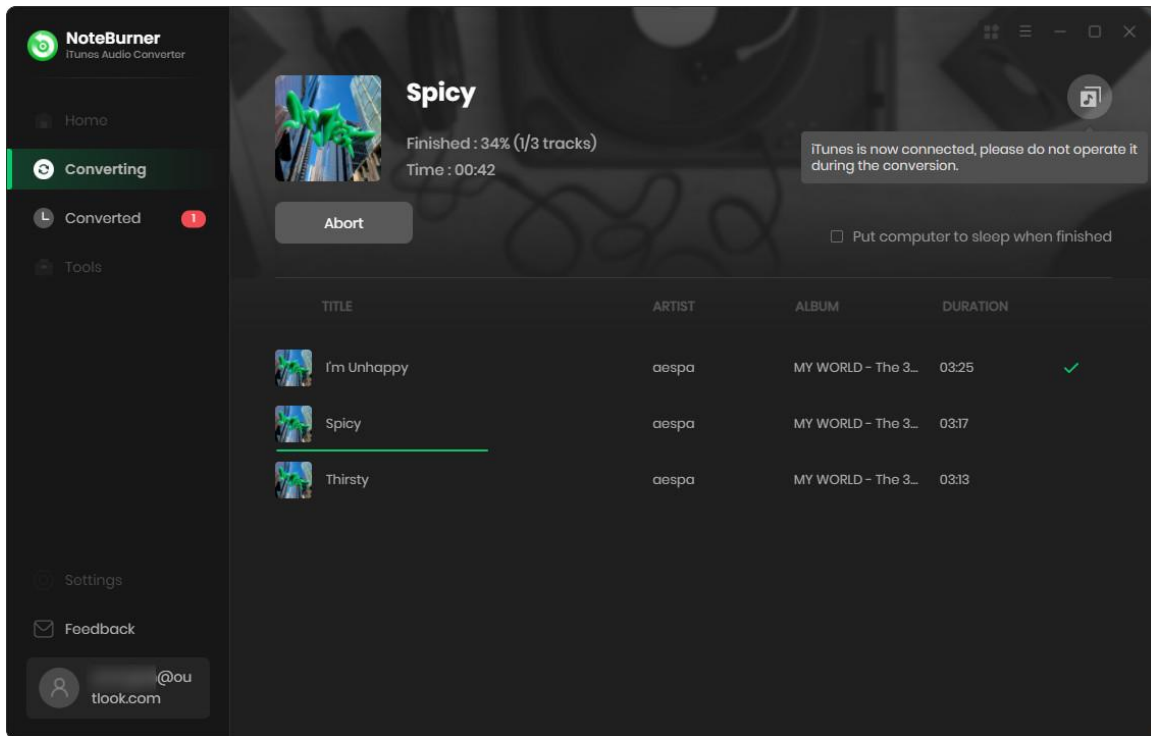 NoteBurner
iTunes Audio Converter
Home
Converting
Converted 1
Tools
Settings
Feedback
@ou
tlook.com
Spicy
Finished : 34% (1/3 tracks)
Time : 00:42
Abort
iTunes is now connected, please do not operate it
during the conversion.
Put computer to sleep when finished
TITLE ARTIST ALBUM DURATION
I'm Unhappy aespa MY WORLD - The 3... 03:25
Spicy aespa MY WORLD - The 3... 03:17
Thirsty aespa MY WORLD - The 3... 03:13